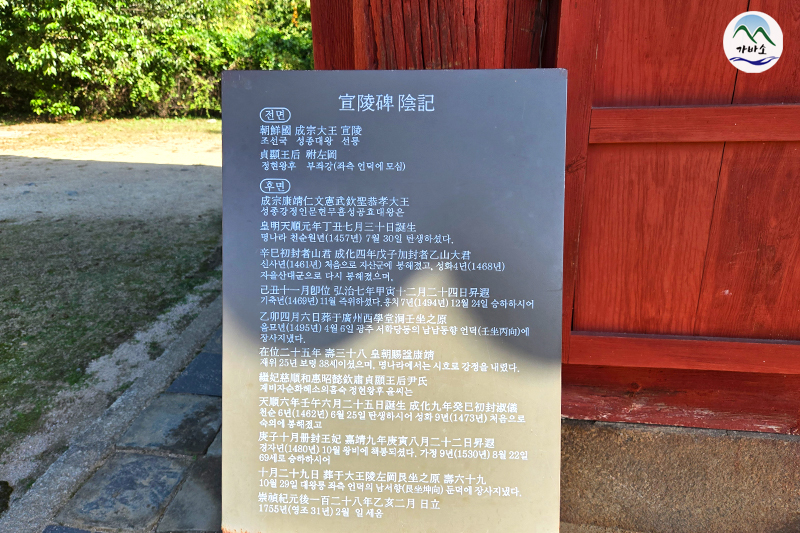 가바소
宣陵碑 陰記
전면
朝鮮國 成宗大王 宣陵
조선국 성종대왕 선릉
貞顯王后 祔左岡
정현왕후 부좌강(좌측 언덕에 모심)
후면
成宗康靖仁文憲武欽聖恭孝大王
성종강정인문헌무흠성공효대왕은
皇明天順元年丁丑七月三十日誕生
명나라 천순원년(1457년) 7월 30일 탄생하셨다.
辛巳初封者山君 成化四年戊子加封者乙山大君
신사년(1461년) 처음으로 자산군에 봉해졌고, 성화4년(1468년)
자을산대군으로 다시 봉해졌으며,
己丑十一月卽位 弘治七年甲寅十二月二十四日昇遐
기축년(1469년) 11월 즉위하셨다. 홍치 7년(1494년) 12월 24일 승하하시어
乙卯四月六日葬于廣州西學堂洞壬坐之原
을묘년(1495년) 4월 6일 광주 서학당동의 남남동향 언덕(壬坐丙向)에
장사지냈다.
在位二十五年 壽三十八 皇朝賜諡康靖
재위 25년 보령 38세이셨으며, 명나라에서는 시호로 강정을 내렸다.
繼妃慈順和惠昭懿欽肅貞顯王后尹氏
계비자순화혜소의흠숙 정현왕후 윤씨는
天順六年壬午六月二十五日誕生 成化九年癸巳初封淑儀
천순 6년(1462년) 6월 25일 탄생하시어 성화 9년(1473년) 처음으로
숙의에 봉해졌고
庚子十月册封王妃 嘉靖九年庚寅八月二十二日昇遐
경자년(1480년) 10월 왕비에 책봉되셨다. 가정 9년(1530년) 8월 22일
69세로 승하하시어
十月二十九日 葬于大王陵左岡艮坐之原 壽六十九
10월 29일 대왕릉 좌측 언덕의 남서향(艮坐坤向) 둔덕에 장사지냈다.
崇禎紀元後一百二十八年乙亥二月 日立
1755년(영조 31년) 2월 일 세움